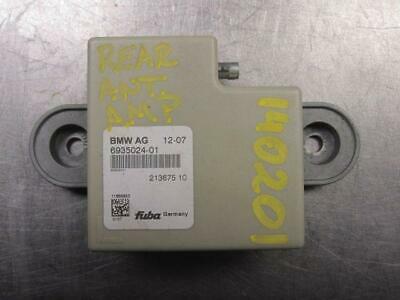 REAR
ANT.
AMP
140201
BMW AG 12-07
6935024-01
213675 10
fuba Germany